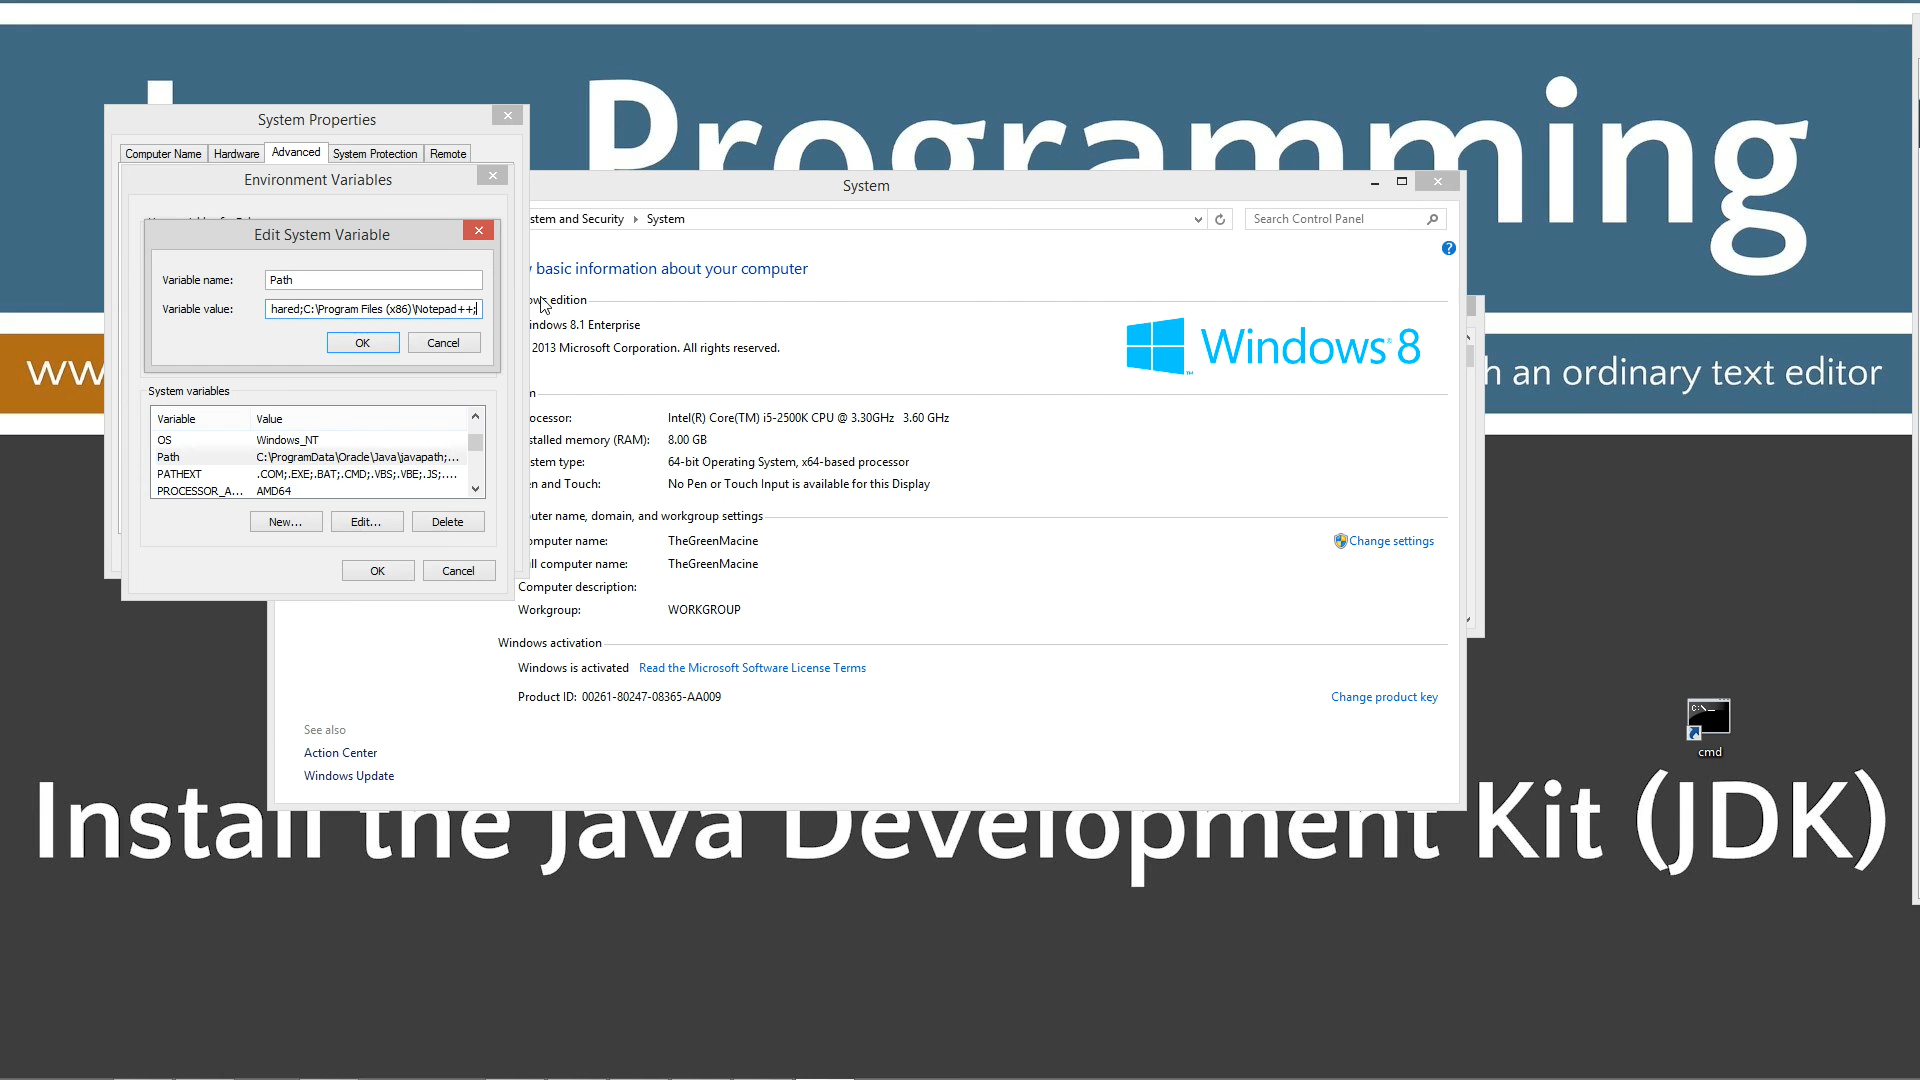 Programming
System Properties
Computer Name
Hardware
Advanced
System Protection
Remote
Environment Variables
System
Edit System Variable
stem and Security
System
Search Control Panel
basic information about your computer
Variable name:
Path
edition
Variable value:
hared;C:\Program Files (x86)\Notepad++;
indows 8.1 Enterprise
OK
Cancel
2013 Microsoft Corporation. All rights reserved.
Windows 8
™
ww
h an ordinary text editor
System variables
Variable
Value
OS
Windows_NT
Path
C:\ProgramData\Oracle\Java\javapath;...
PATHEXT
.COM;.EXE;.BAT;.CMD;.VBS;.VBE;.JS;....
PROCESSOR_A...
AMD64
ocessor:
Intel(R) Core(TM) i5-2500K CPU @ 3.30GHz 3.60 GHz
stalled memory (RAM):
8.00 GB
stem type:
64-bit Operating System, x64-based processor
n and Touch:
No Pen or Touch Input is available for this Display
New...
Edit...
Delete
uter name, domain, and workgroup settings
omputer name:
TheGreenMacine
Change settings
ull computer name:
TheGreenMacine
OK
Cancel
Computer description:
Workgroup:
WORKGROUP
Windows activation
Windows is activated
Read the Microsoft Software License Terms
Product ID: 00261-80247-08365-AA009
Change product key
See also
Action Center
Windows Update
C:\_
cmd
Install the Java Development Kit (JDK)